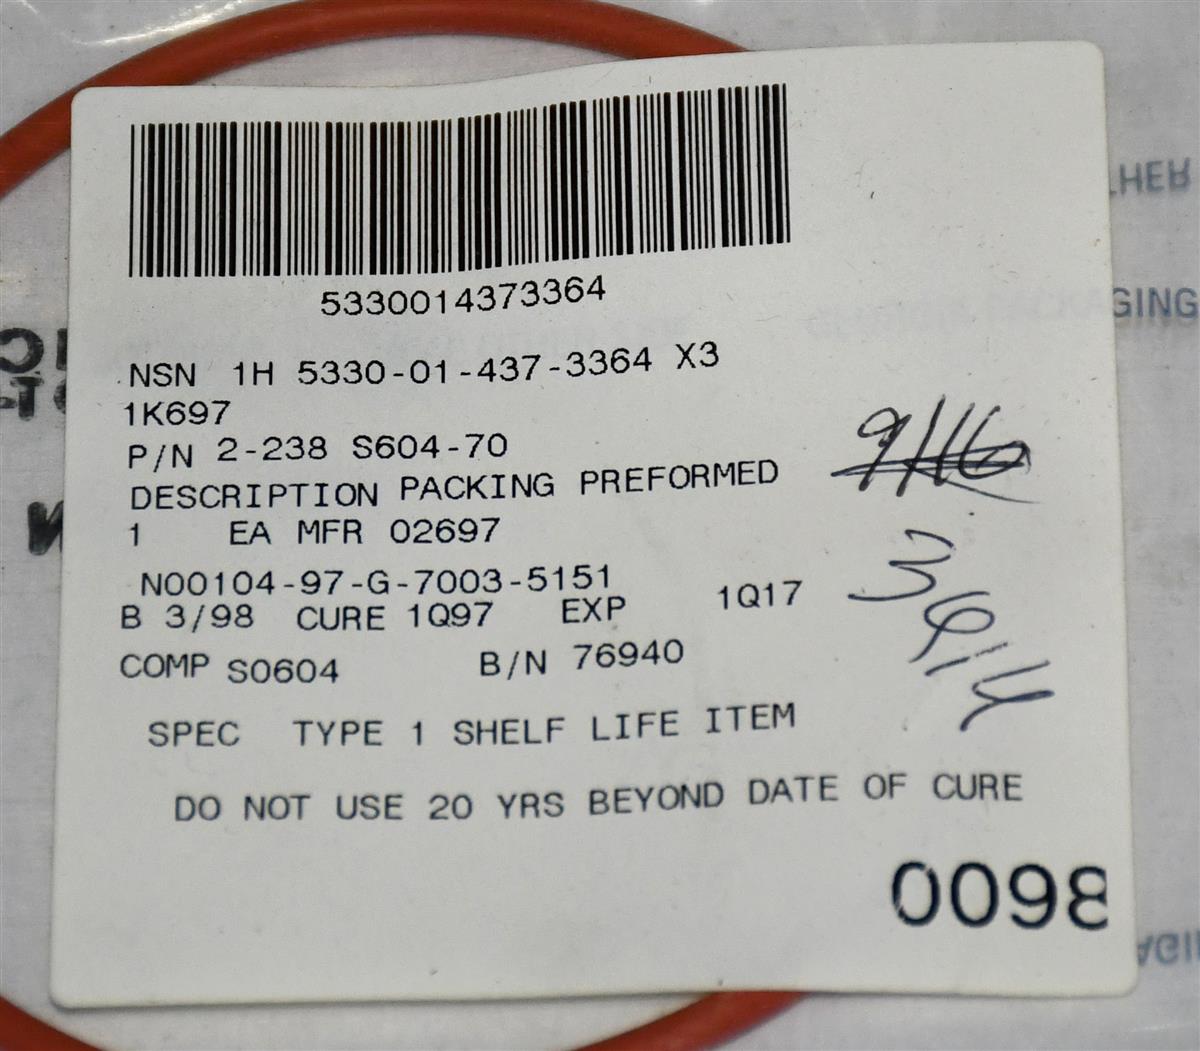 5330014373364
NSN 1H 5330-01-437-3364 X3
1K697
P/N 2-238 S604-70
DESCRIPTION PACKING PREFORMED
1 EA MFR 02697
N00104-97-G-7003-5151
B 3/98 CURE 1Q97 EXP 1Q17
COMP S0604 B/N 76940
SPEC TYPE 1 SHELF LIFE ITEM
DO NOT USE 20 YRS BEYOND DATE OF CURE
0098
GING